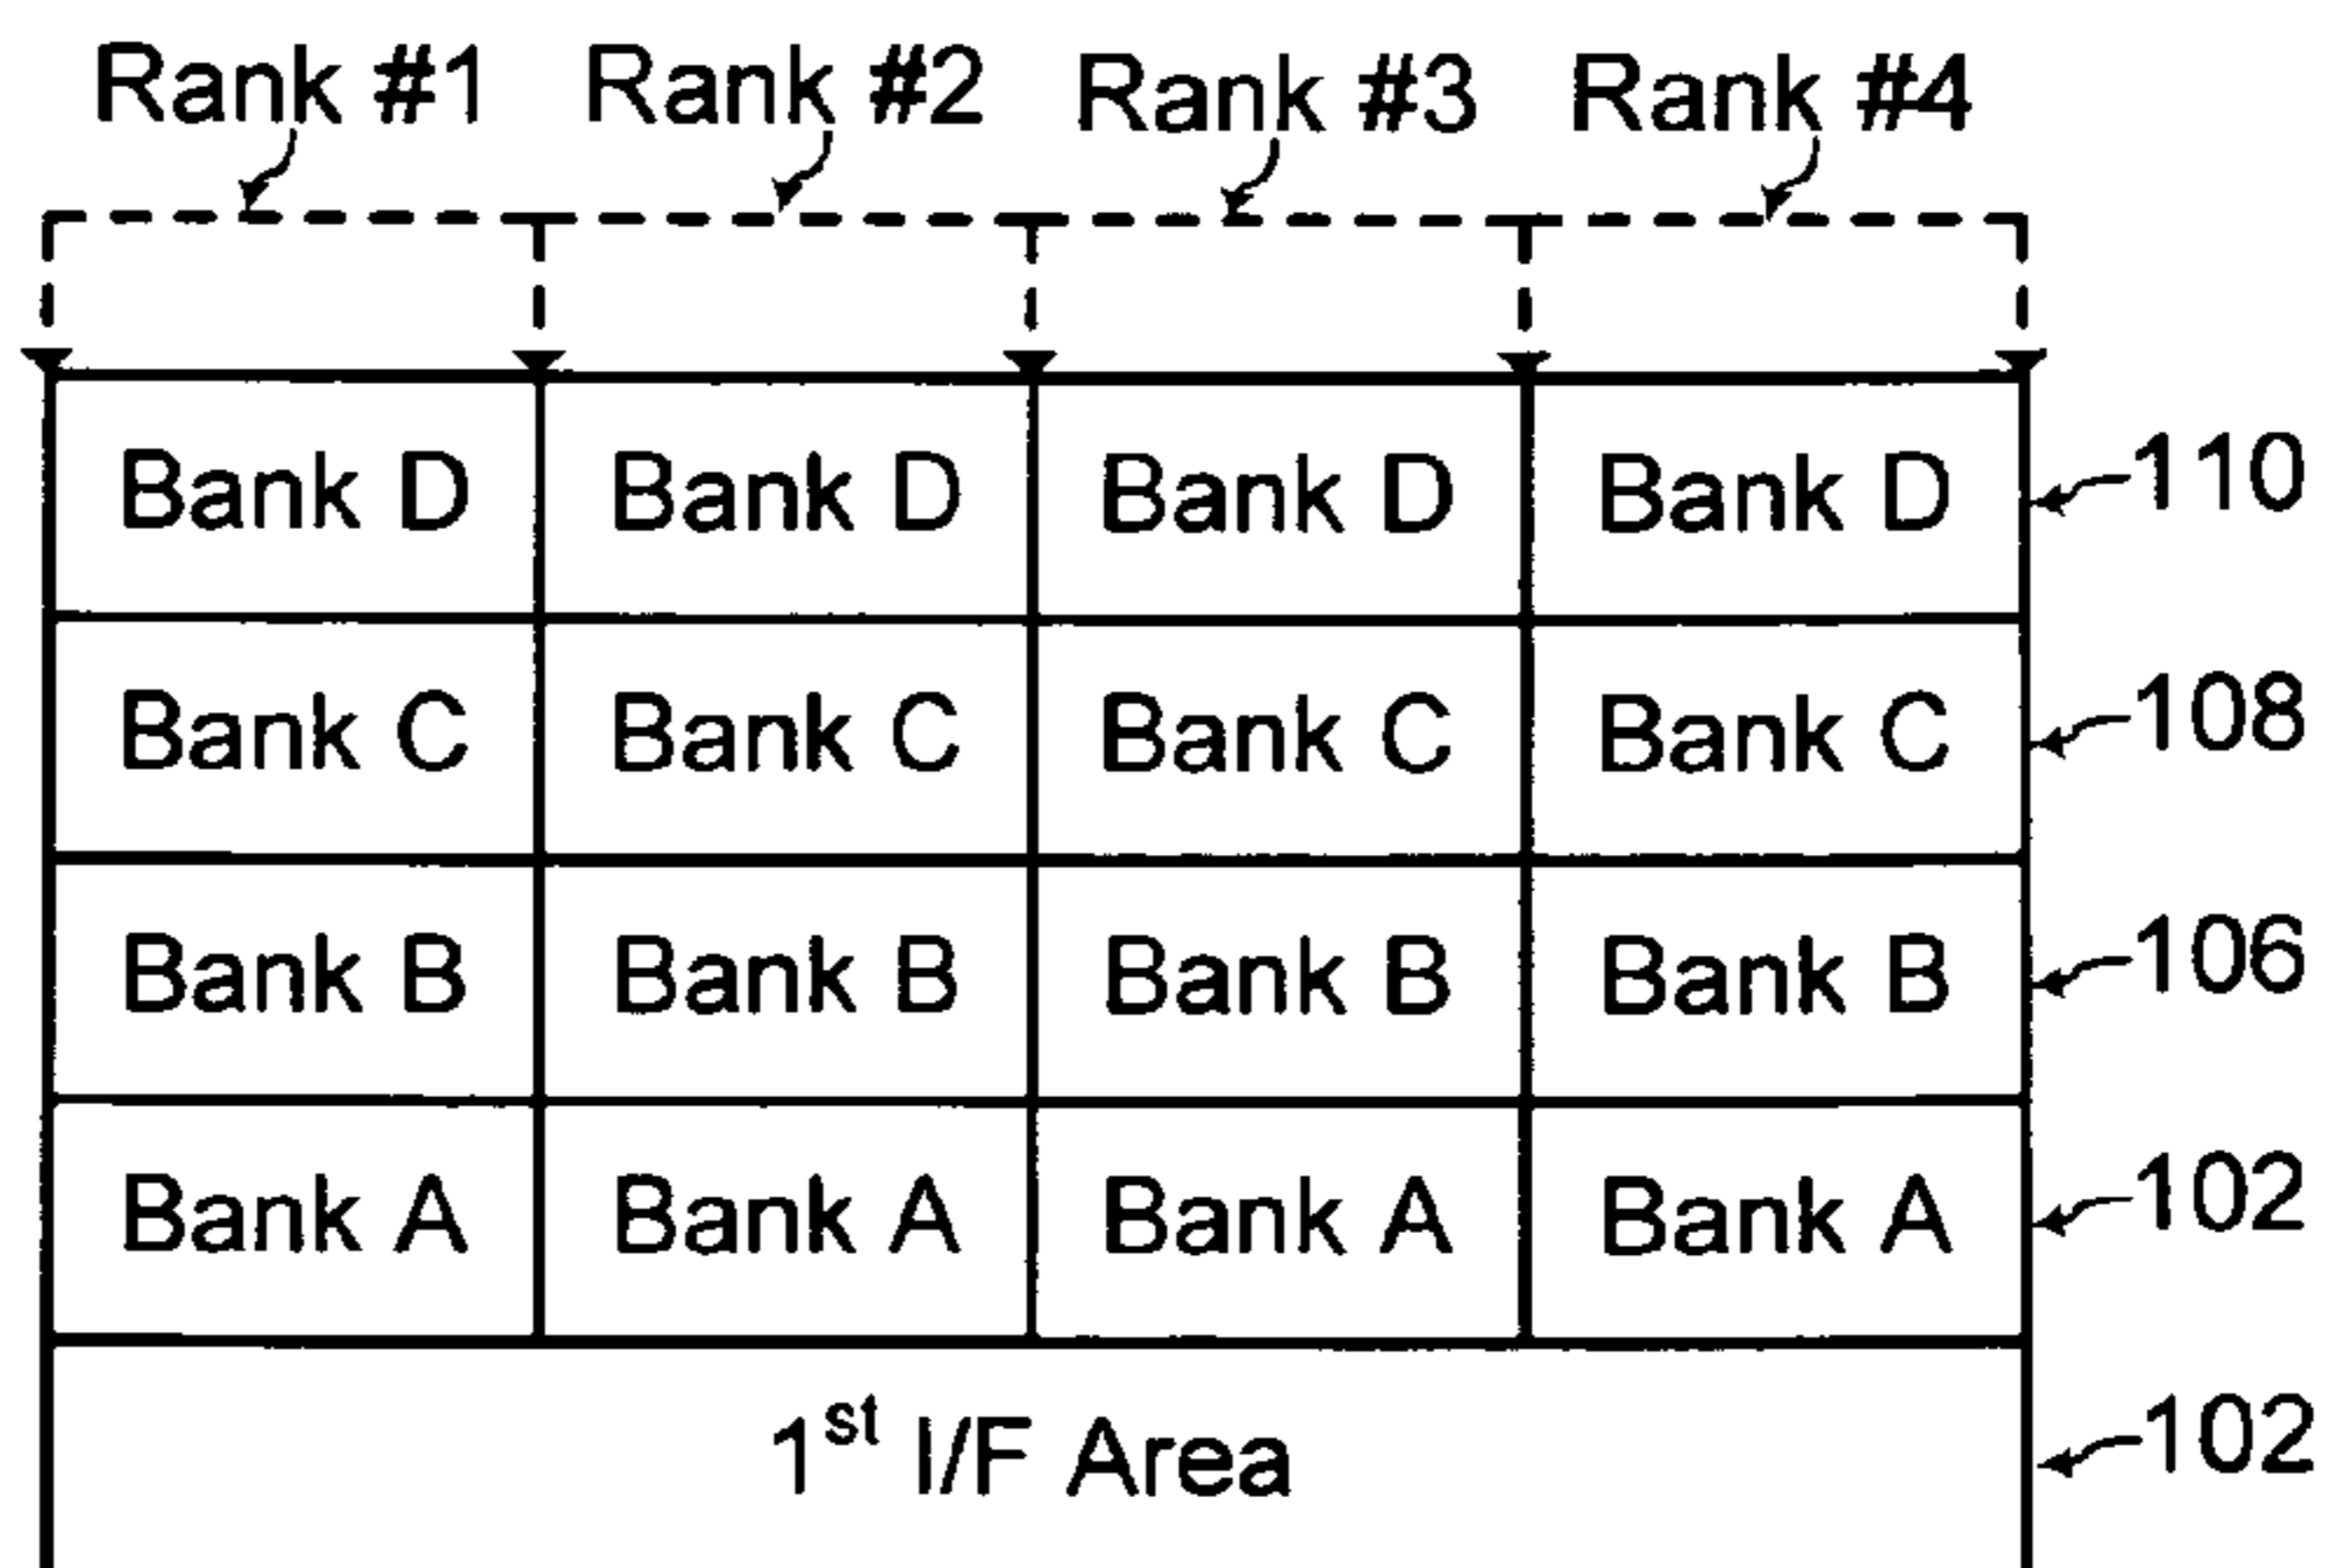 Rank #1 Rank #2 Rank #3 Rank #4
Bank D Bank D Bank D Bank D 110
Bank C Bank C Bank C Bank C 108
Bank B Bank B Bank B Bank B 106
Bank A Bank A Bank A Bank A 102
1st I/F Area 102